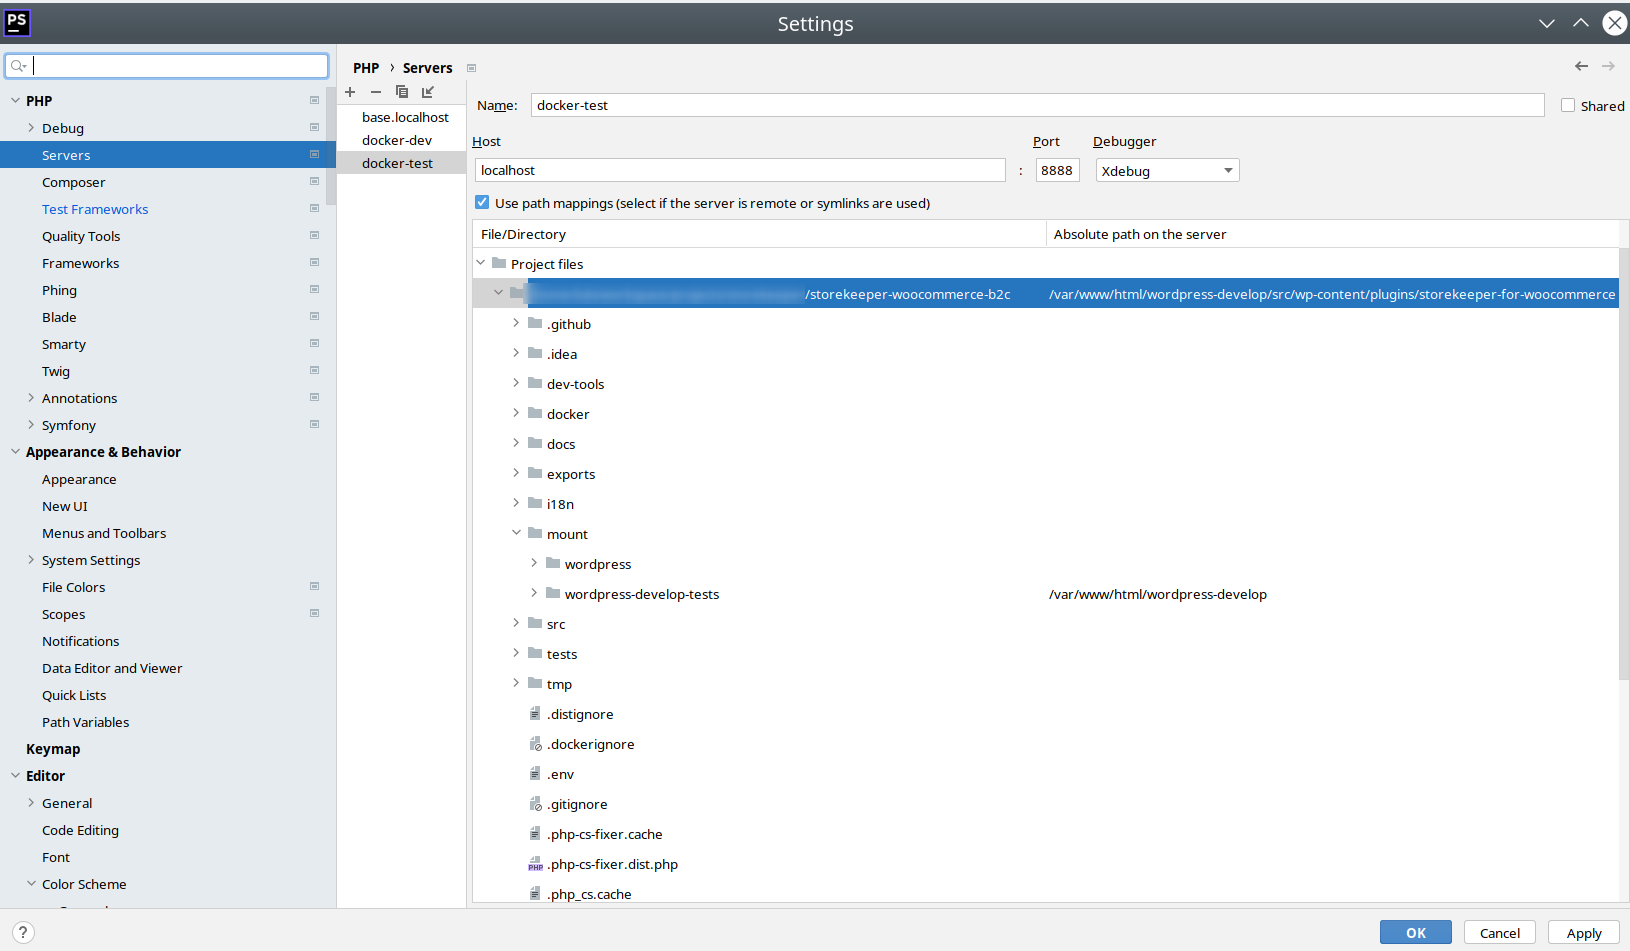 PS
Settings
PHP
Debug
Servers
Composer
Test Frameworks
Quality Tools
Frameworks
Phing
Blade
Smarty
Twig
Annotations
Symfony
Appearance & Behavior
Appearance
New UI
Menus and Toolbars
System Settings
File Colors
Scopes
Notifications
Data Editor and Viewer
Quick Lists
Path Variables
Keymap
Editor
General
Code Editing
Font
Color Scheme
PHP › Servers
base.localhost
docker-dev
docker-test
Name: docker-test Shared
Host Port Debugger
localhost : 8888 Xdebug
Use path mappings (select if the server is remote or symlinks are used)
File/Directory Absolute path on the server
Project files
/storekeeper-woocommerce-b2c /var/www/html/wordpress-develop/src/wp-content/plugins/storekeeper-for-woocommerce
.github
.idea
dev-tools
docker
docs
exports
i18n
mount
wordpress
wordpress-develop-tests /var/www/html/wordpress-develop
src
tests
tmp
.distignore
.dockerignore
.env
.gitignore
.php-cs-fixer.cache
PHP .php-cs-fixer.dist.php
.php_cs.cache
? OK Cancel Apply